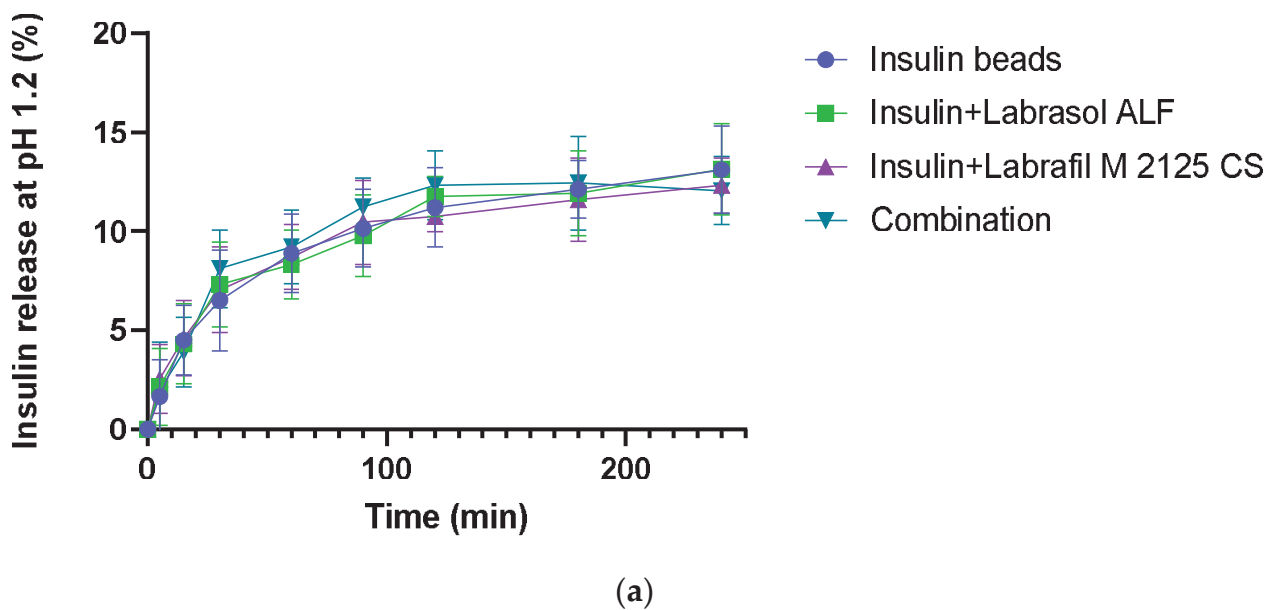 Insulin release at pH 1.2 (%)
20
15
10
5
0
0
100
200
Time (min)
Insulin beads
Insulin+Labrasol ALF
Insulin+Labrafil M 2125 CS
Combination
(a)